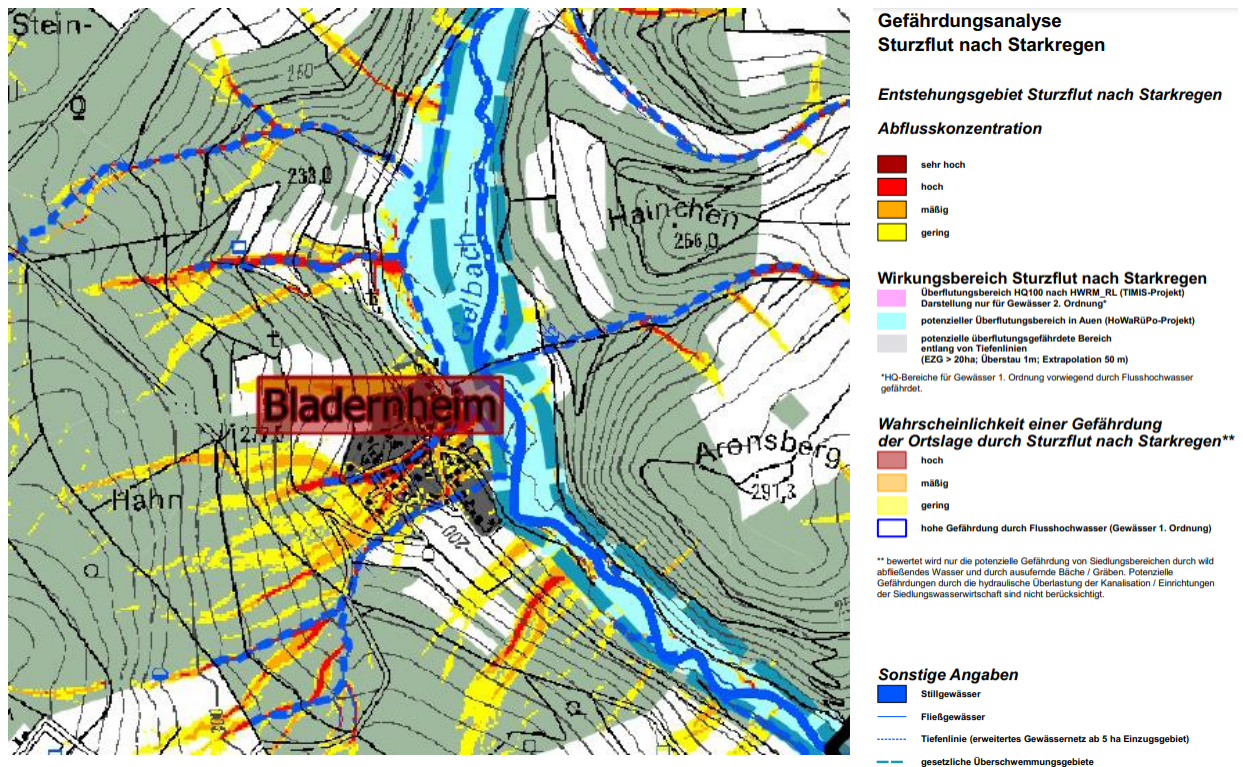 Stein-
250
233,0
Hainchen
256,0
Gelbach
Bladernheim
277,5
Aronsberg
291,3
Hahn
200
Gefährdungsanalyse
Sturzflut nach Starkregen
Entstehungsgebiet Sturzflut nach Starkregen
Abflusskonzentration
sehr hoch
hoch
mäßig
gering
Wirkungsbereich Sturzflut nach Starkregen
Überflutungsbereich HQ100 nach HWRM_RL (TIMIS-Projekt)
Darstellung nur für Gewässer 2. Ordnung*
potenzieller Überflutungsbereich in Auen (HoWaRüPo-Projekt)
potenzielle überflutungsgefährdete Bereich
entlang von Tiefenlinien
(EZG > 20ha; Überstau 1m; Extrapolation 50 m)
*HQ-Bereiche für Gewässer 1. Ordnung vorwiegend durch Flusshochwasser
gefährdet.
Wahrscheinlichkeit einer Gefährdung
der Ortslage durch Sturzflut nach Starkregen**
hoch
mäßig
gering
hohe Gefährdung durch Flusshochwasser (Gewässer 1. Ordnung)
** bewertet wird nur die potenzielle Gefährdung von Siedlungsbereichen durch wild
abfließendes Wasser und durch ausufernde Bäche / Gräben. Potenzielle
Gefährdungen durch die hydraulische Überlastung der Kanalisation / Einrichtungen
der Siedlungswasserwirtschaft sind nicht berücksichtigt.
Sonstige Angaben
Stillgewässer
Fließgewässer
Tiefenlinie (erweitertes Gewässernetz ab 5 ha Einzugsgebiet)
gesetzliche Überschwemmungsgebiete